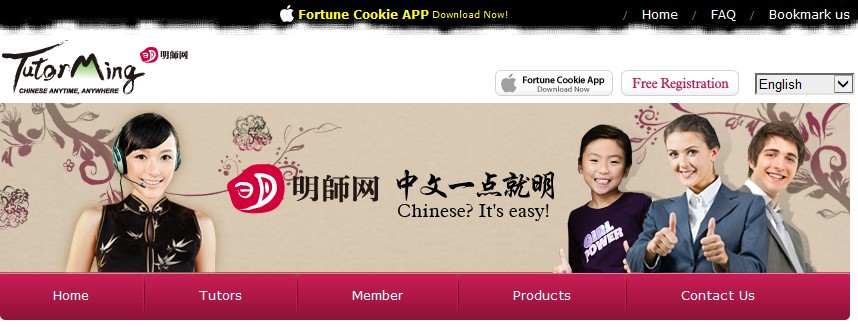 Fortune Cookie APP Download Now!
/ Home / FAQ / Bookmark us
TutorMing 明師网
CHINESE ANYTIME, ANYWHERE
Fortune Cookie App
Download Now
Free Registration
English
明師网
中文一点就明
Chinese? It's easy!
GIRL
POWER
Home
Tutors
Member
Products
Contact Us